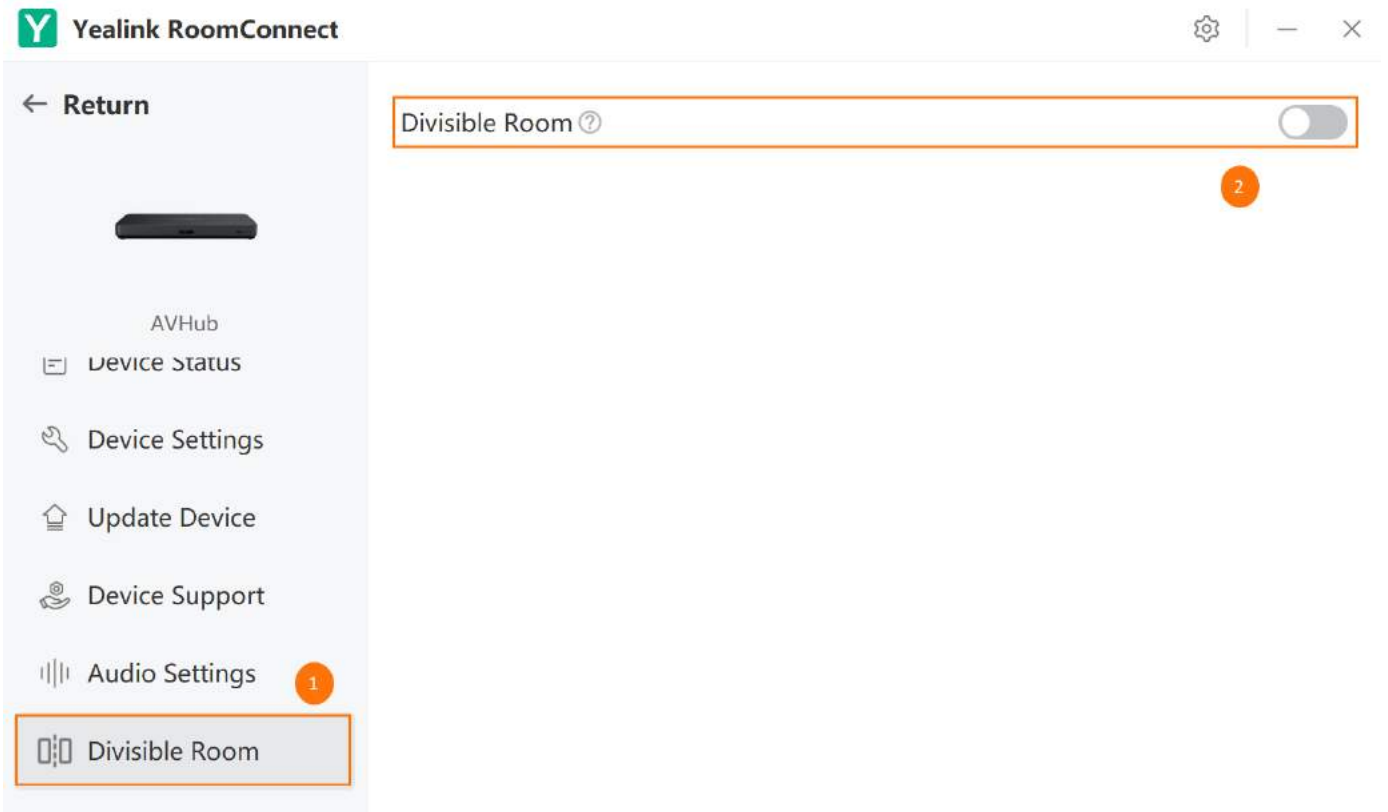 Y Yealink RoomConnect
← Return
Divisible Room ?
2
AVHub
Device Status
Device Settings
Update Device
Device Support
Audio Settings
1
Divisible Room